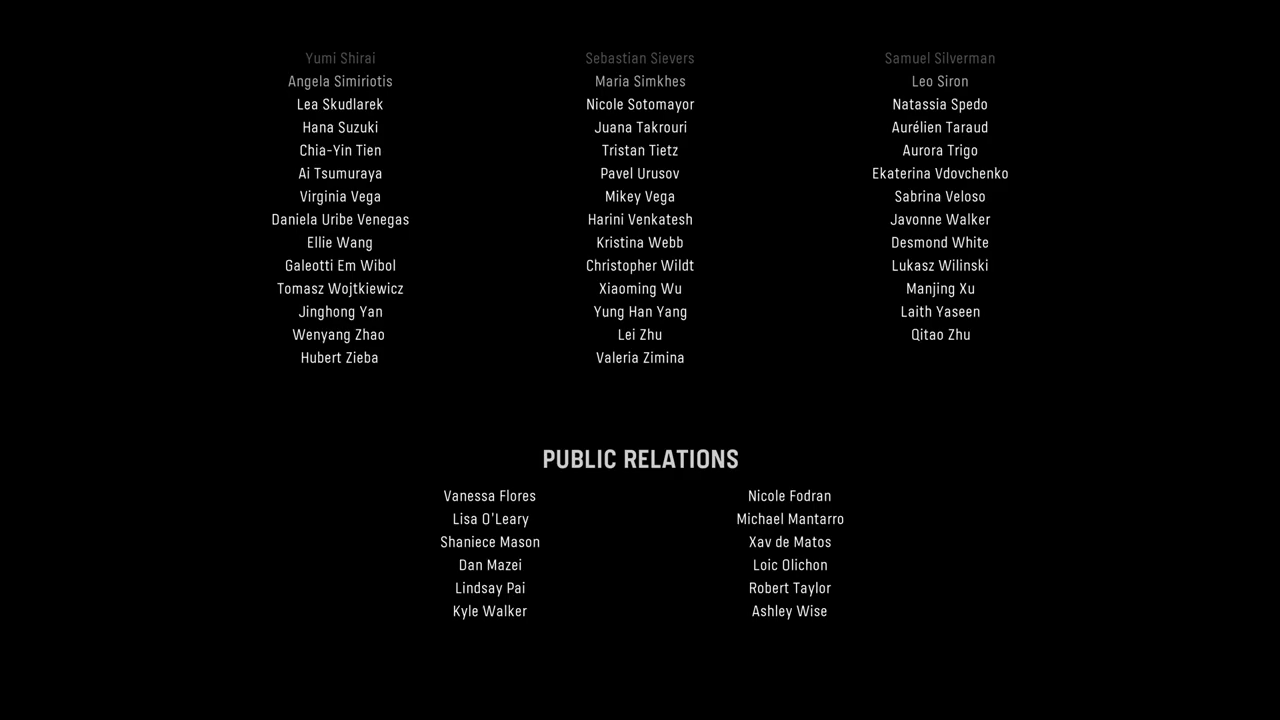 Yumi Shirai Sebastian Sievers Samuel Silverman
Angela Simiriotis Maria Simkhes Leo Siron
Lea Skudlarek Nicole Sotomayor Natassia Spedo
Hana Suzuki Juana Takrouri Aurélien Taraud
Chia-Yin Tien Tristan Tietz Aurora Trigo
Ai Tsumuraya Pavel Urusov Ekaterina Vdovchenko
Virginia Vega Mikey Vega Sabrina Veloso
Daniela Uribe Venegas Harini Venkatesh Javonne Walker
Ellie Wang Kristina Webb Desmond White
Galeotti Em Wibol Christopher Wildt Lukasz Wilinski
Tomasz Wojtkiewicz Xiaoming Wu Manjing Xu
Jinghong Yan Yung Han Yang Laith Yaseen
Wenyang Zhao Lei Zhu Qitao Zhu
Hubert Zieba Valeria Zimina
PUBLIC RELATIONS
Vanessa Flores Nicole Fodran
Lisa O'Leary Michael Mantarro
Shaniece Mason Xav de Matos
Dan Mazei Loic Olichon
Lindsay Pai Robert Taylor
Kyle Walker Ashley Wise